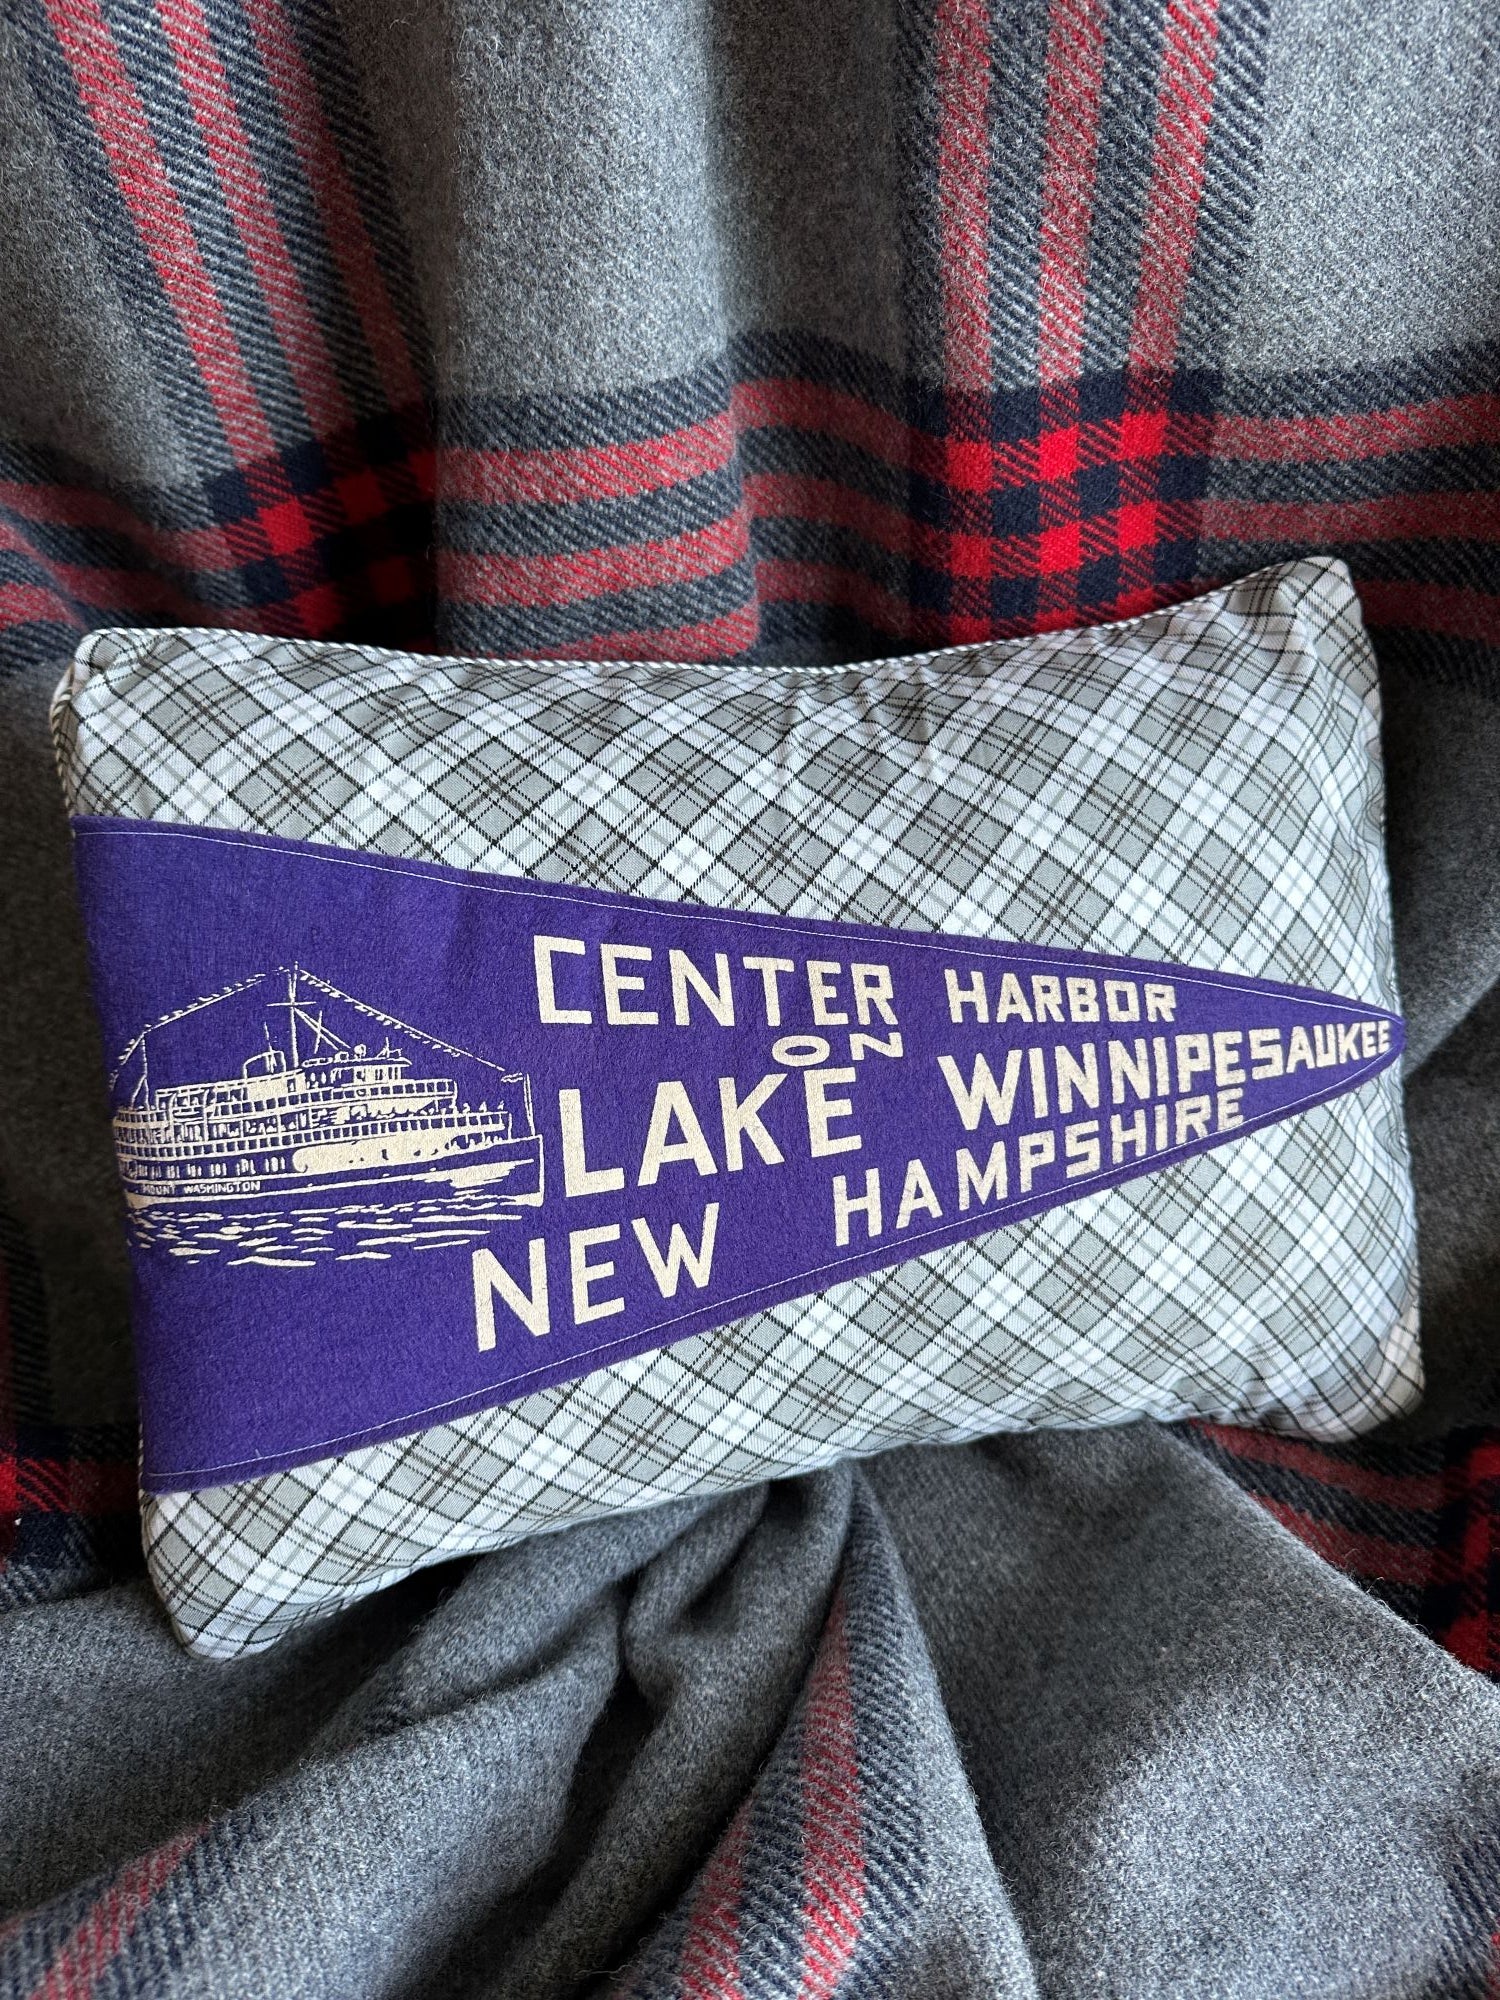 CENTER HARBOR
ON
LAKE WINNIPESAUKEE
NEW HAMPSHIRE
MOUNT WASHINGTON